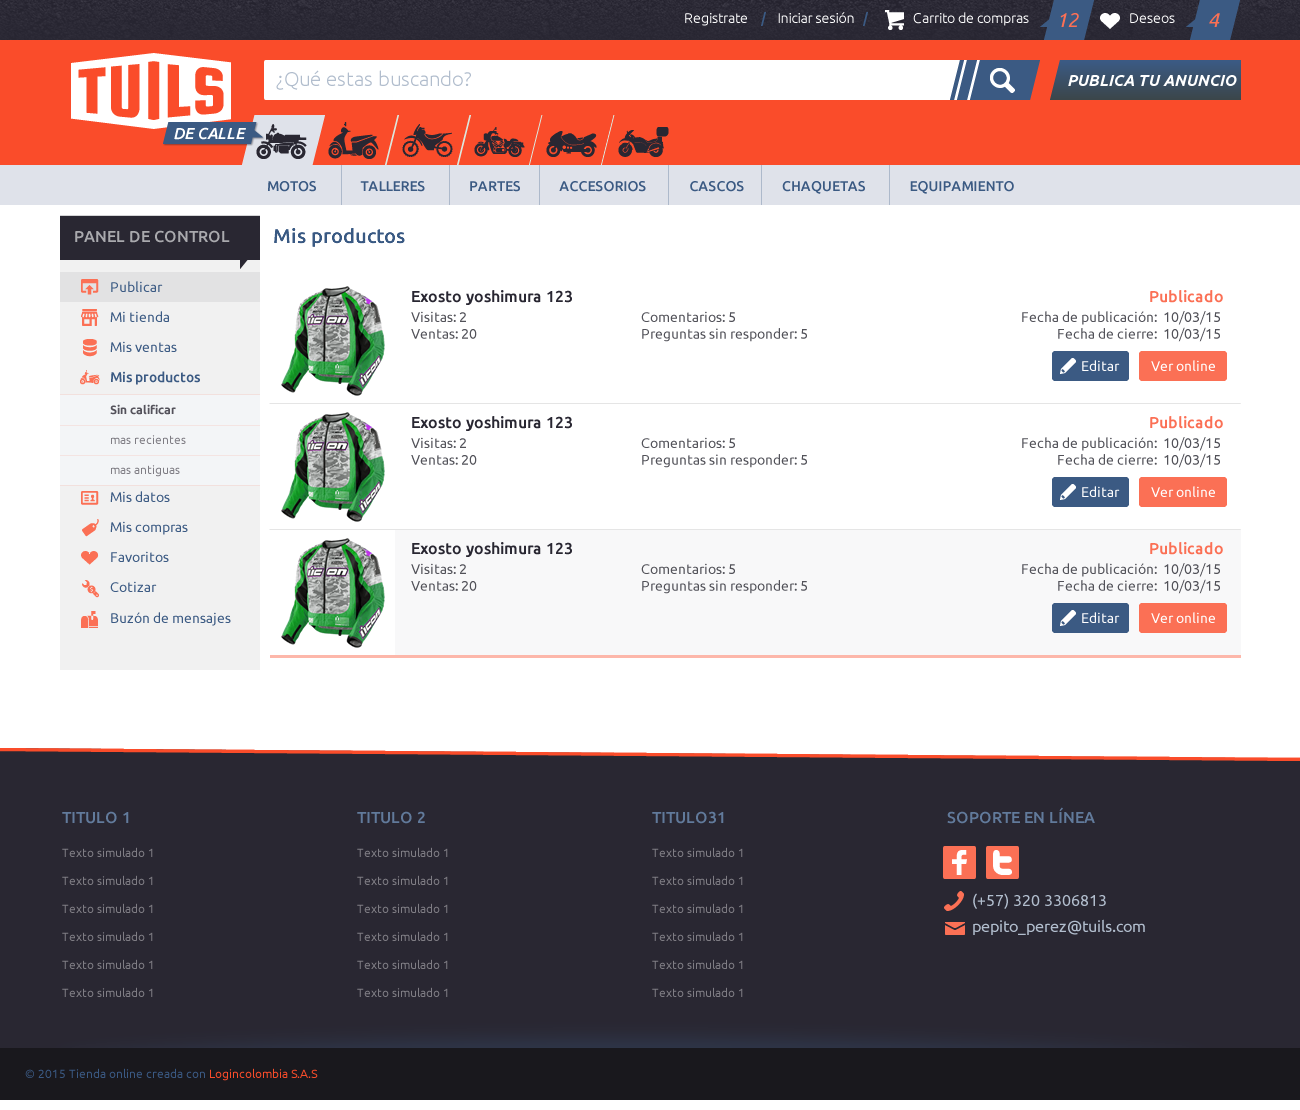 Registrate / Iniciar sesión / Carrito de compras 12 Deseos 4
TUILS
DE CALLE
¿Qué estas buscando?
PUBLICA TU ANUNCIO
MOTOS TALLERES PARTES ACCESORIOS CASCOS CHAQUETAS EQUIPAMIENTO
PANEL DE CONTROL
Publicar
Mi tienda
Mis ventas
Mis productos
Sin calificar
mas recientes
mas antiguas
Mis datos
Mis compras
Favoritos
Cotizar
Buzón de mensajes
Mis productos
Exosto yoshimura 123 Publicado
Visitas: 2 Comentarios: 5 Fecha de publicación: 10/03/15
Ventas: 20 Preguntas sin responder: 5 Fecha de cierre: 10/03/15
Editar Ver online
icon
Exosto yoshimura 123 Publicado
Visitas: 2 Comentarios: 5 Fecha de publicación: 10/03/15
Ventas: 20 Preguntas sin responder: 5 Fecha de cierre: 10/03/15
Editar Ver online
icon
Exosto yoshimura 123 Publicado
Visitas: 2 Comentarios: 5 Fecha de publicación: 10/03/15
Ventas: 20 Preguntas sin responder: 5 Fecha de cierre: 10/03/15
Editar Ver online
icon
TITULO 1
Texto simulado 1
Texto simulado 1
Texto simulado 1
Texto simulado 1
Texto simulado 1
Texto simulado 1
TITULO 2
Texto simulado 1
Texto simulado 1
Texto simulado 1
Texto simulado 1
Texto simulado 1
Texto simulado 1
TITULO31
Texto simulado 1
Texto simulado 1
Texto simulado 1
Texto simulado 1
Texto simulado 1
Texto simulado 1
SOPORTE EN LÍNEA
(+57) 320 3306813
pepito_perez@tuils.com
© 2015 Tienda online creada con Logincolombia S.A.S